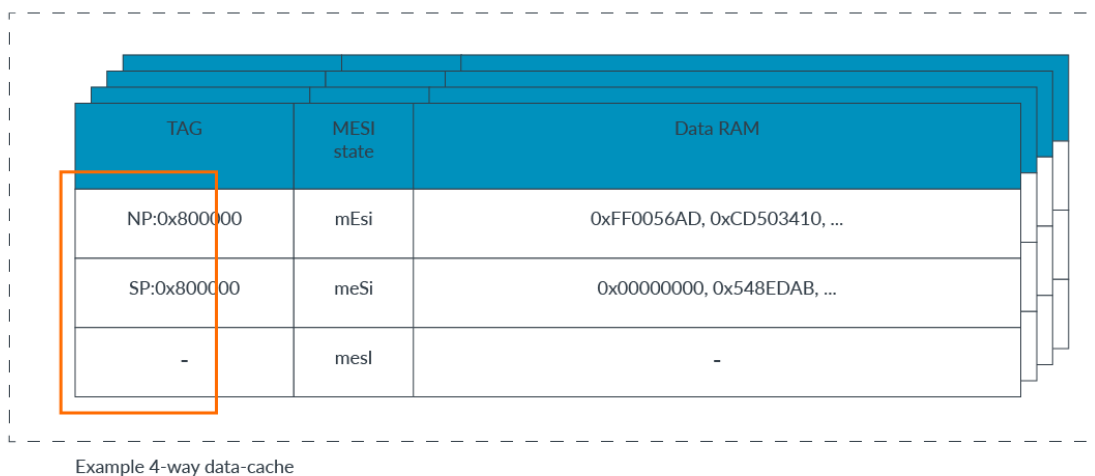 TAG MESI state Data RAM
NP:0x800000 mEsi 0xFF0056AD, 0xCD503410, ...
SP:0x800000 meSi 0x00000000, 0x548EDAB, ...
- mesI -
Example 4-way data-cache